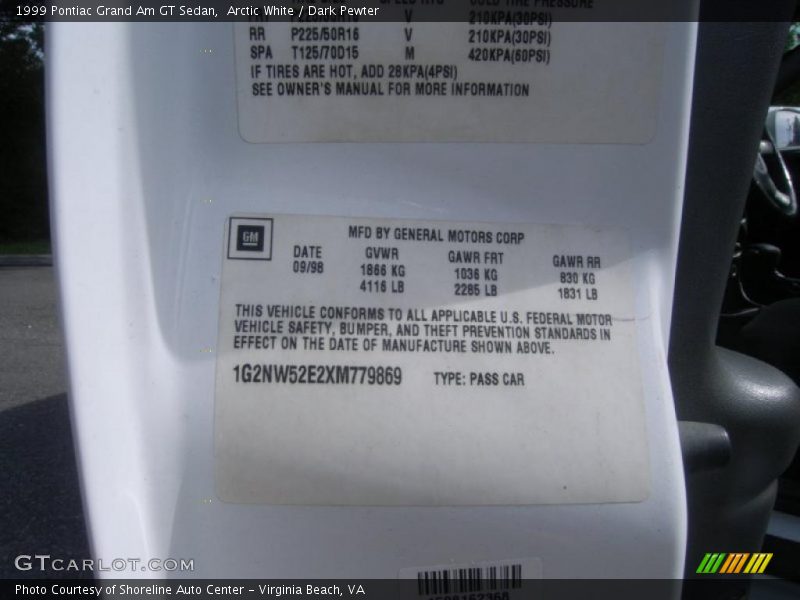 1999 Pontiac Grand Am GT Sedan, Arctic White / Dark Pewter
210KPA(30PSI)
RR P225/50R16 V 210KPA(30PSI)
SPA T125/70D15 M 420KPA(60PSI)
IF TIRES ARE HOT, ADD 28KPA(4PSI)
SEE OWNER'S MANUAL FOR MORE INFORMATION
GM
MFD BY GENERAL MOTORS CORP
DATE GVWR GAWR FRT GAWR RR
09/98 1866 KG 1036 KG 830 KG
4116 LB 2285 LB 1831 LB
THIS VEHICLE CONFORMS TO ALL APPLICABLE U.S. FEDERAL MOTOR
VEHICLE SAFETY, BUMPER, AND THEFT PREVENTION STANDARDS IN
EFFECT ON THE DATE OF MANUFACTURE SHOWN ABOVE.
1G2NW52E2XM779869 TYPE: PASS CAR
GTCARLOT.COM
Photo Courtesy of Shoreline Auto Center - Virginia Beach, VA